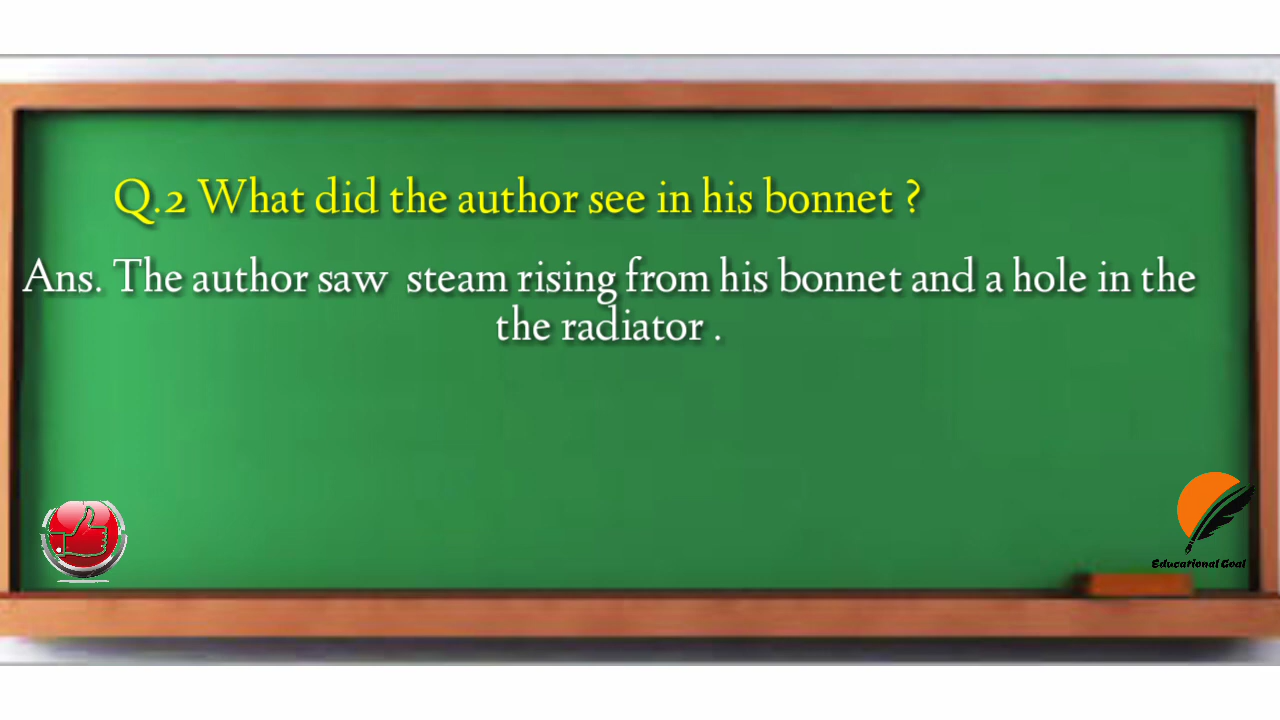 Q.2 What did the author see in his bonnet ?
Ans. The author saw steam rising from his bonnet and a hole in the
the radiator .
Educational Goal